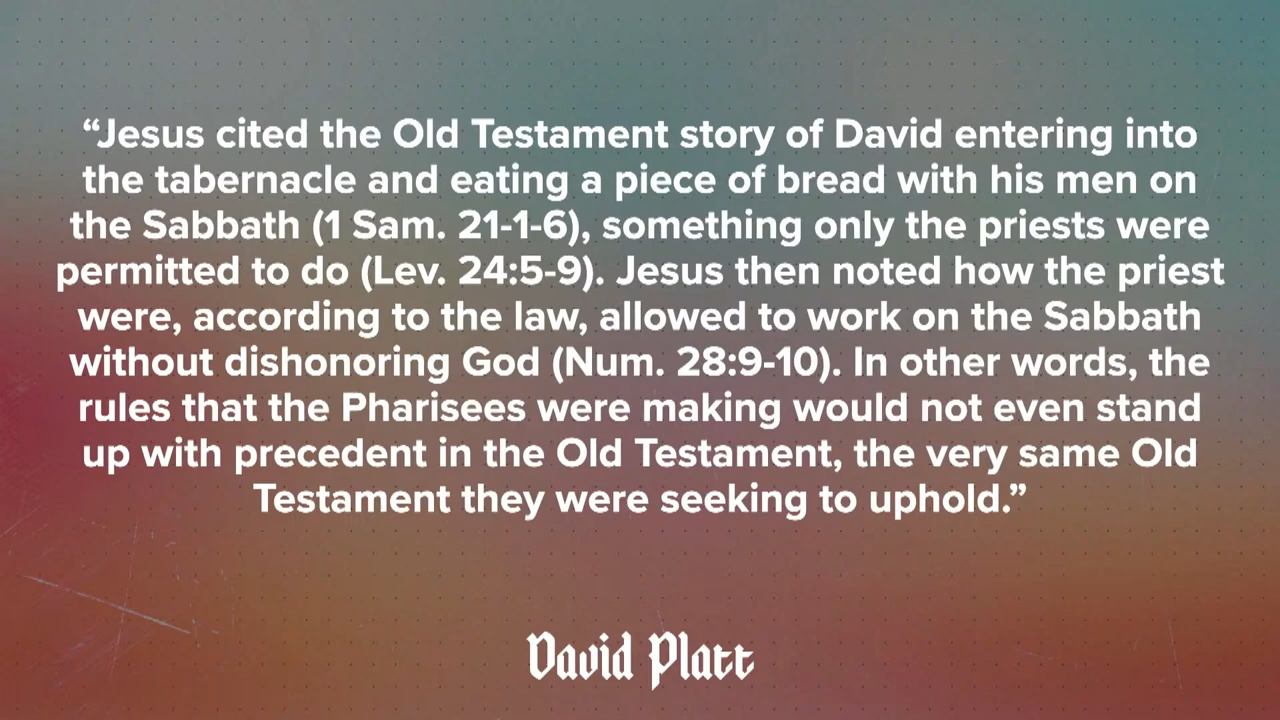 “Jesus cited the Old Testament story of David entering into
the tabernacle and eating a piece of bread with his men on
the Sabbath (1 Sam. 21-1-6), something only the priests were
permitted to do (Lev. 24:5-9). Jesus then noted how the priest
were, according to the law, allowed to work on the Sabbath
without dishonoring God (Num. 28:9-10). In other words, the
rules that the Pharisees were making would not even stand
up with precedent in the Old Testament, the very same Old
Testament they were seeking to uphold.”
David Platt